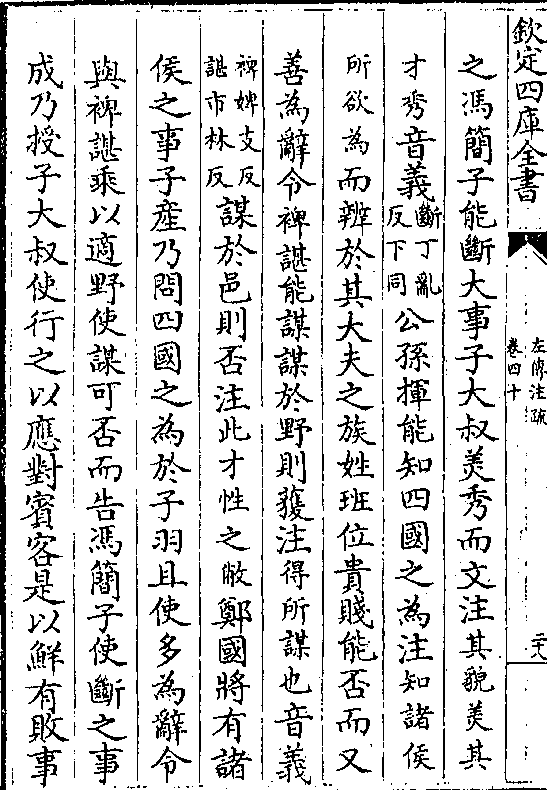 欽定四庫全書
左傳注疏
卷四十
二十八
之馮簡子能斷大事子大叔美秀而文注其貌美其
才秀音義斷丁亂反下同公孫揮能知四國之為注知諸侯
所欲為而辨於其大夫之族姓班位貴賤能否而又
善為辭令裨諶能謀謀於野則獲注得所謀也音義
裨婢支反諶市林反謀於邑則否注此才性之敝鄭國將有諸
侯之事子產乃問四國之為於子羽且使多為辭令
與裨諶乘以適野使謀可否而告馮簡子使斷之事
成乃授子大叔使行之以應對賓客是以鮮有敗事